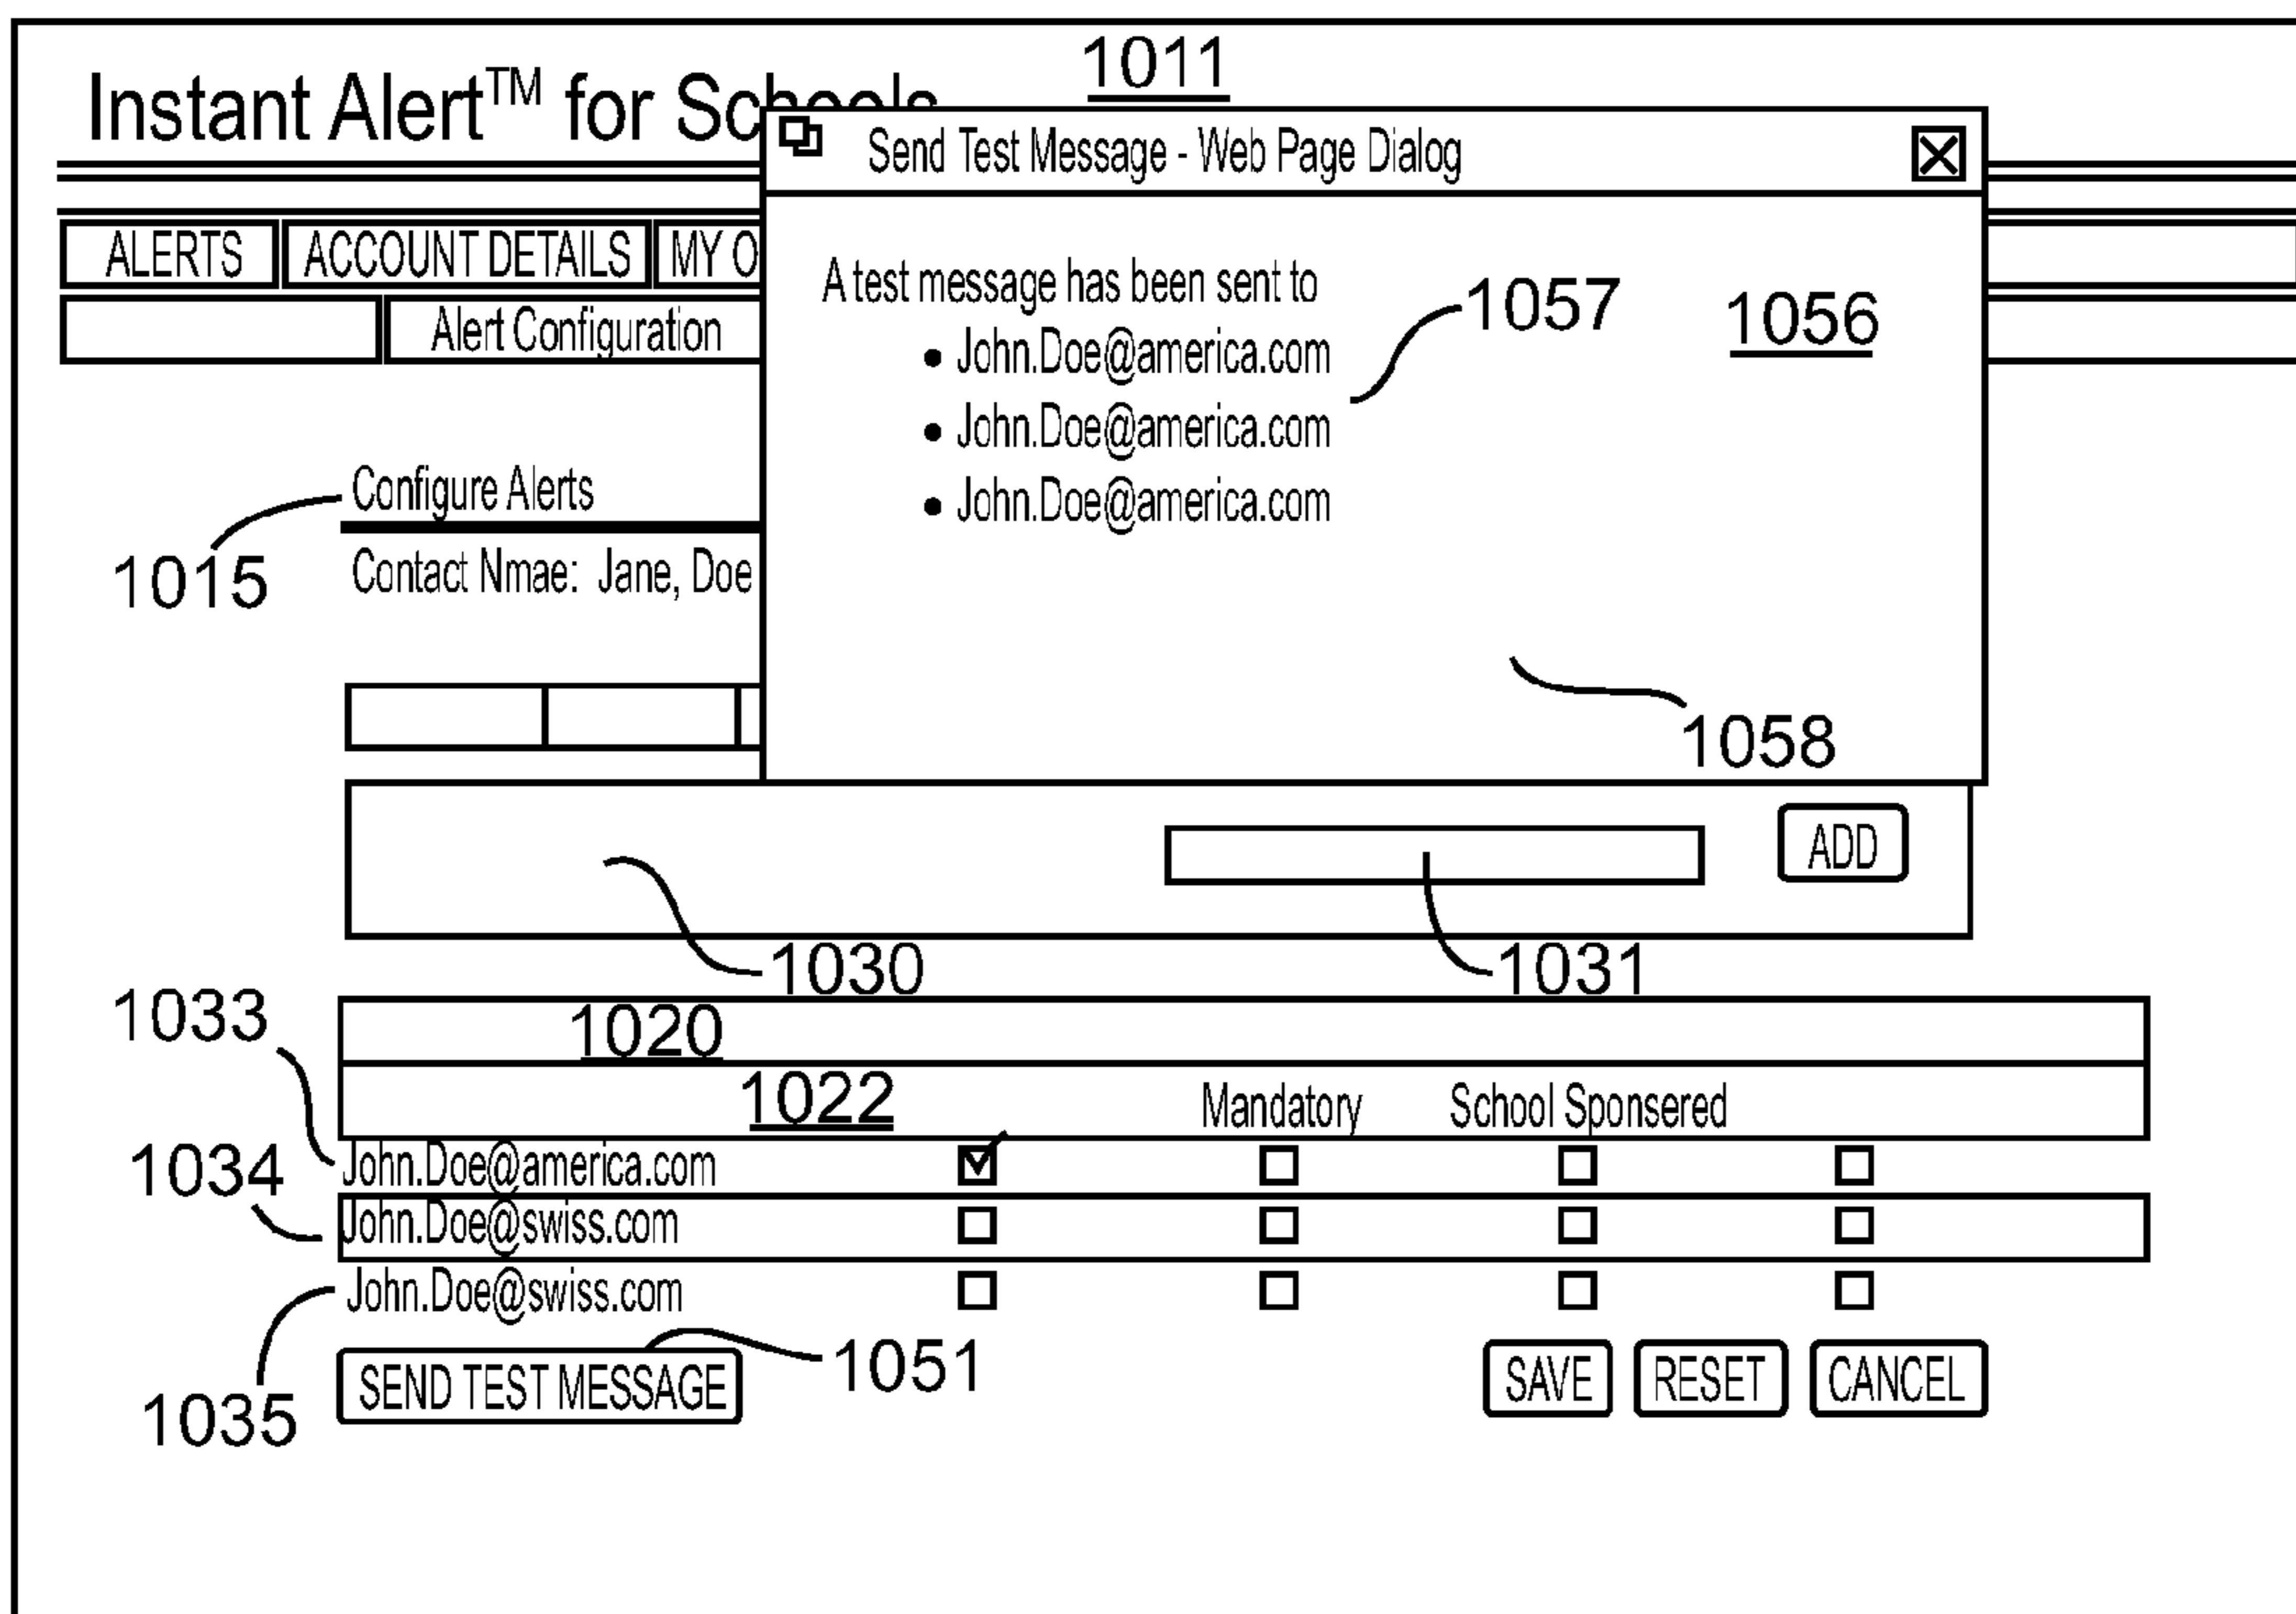 1011
Instant Alert™ for Schools
Send Test Message - Web Page Dialog
ALERTS ACCOUNT DETAILS MY O
Alert Configuration
A test message has been sent to
• John.Doe@america.com
• John.Doe@america.com
• John.Doe@america.com
1057
1056
Configure Alerts
1015
Contact Nmae: Jane, Doe
1058
ADD
1030
1031
1033
1020
1022 Mandatory School Sponsered
John.Doe@america.com
1034
John.Doe@swiss.com
John.Doe@swiss.com
1035
SEND TEST MESSAGE
1051
SAVE RESET CANCEL